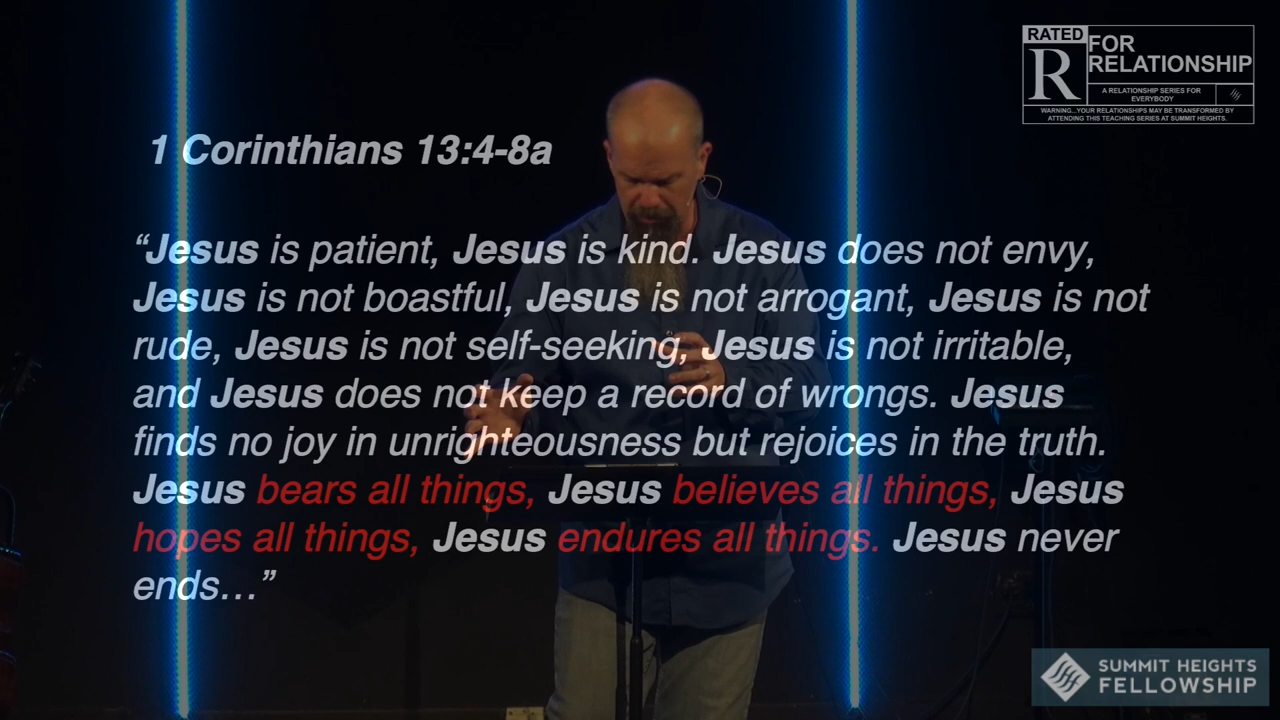 RATED
R
FOR
RELATIONSHIP
A RELATIONSHIP SERIES FOR
EVERYBODY
WARNING...YOUR RELATIONSHIPS MAY BE TRANSFORMED BY
ATTENDING THIS TEACHING SERIES AT SUMMIT HEIGHTS.
1 Corinthians 13:4-8a
“Jesus is patient, Jesus is kind. Jesus does not envy,
Jesus is not boastful, Jesus is not arrogant, Jesus is not
rude, Jesus is not self-seeking, Jesus is not irritable,
and Jesus does not keep a record of wrongs. Jesus
finds no joy in unrighteousness but rejoices in the truth.
Jesus bears all things, Jesus believes all things, Jesus
hopes all things, Jesus endures all things. Jesus never
ends…”
SUMMIT HEIGHTS
FELLOWSHIP